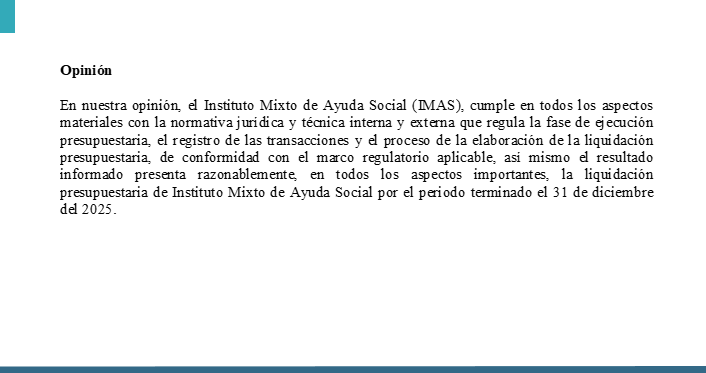 Opinión
En nuestra opinión, el Instituto Mixto de Ayuda Social (IMAS), cumple en todos los aspectos
materiales con la normativa jurídica y técnica interna y externa que regula la fase de ejecución
presupuestaria, el registro de las transacciones y el proceso de la elaboración de la liquidación
presupuestaria, de conformidad con el marco regulatorio aplicable, asi mismo el resultado
informado presenta razonablemente, en todos los aspectos importantes, la liquidación
presupuestaria de Instituto Mixto de Ayuda Social por el periodo terminado el 31 de diciembre
del 2025.